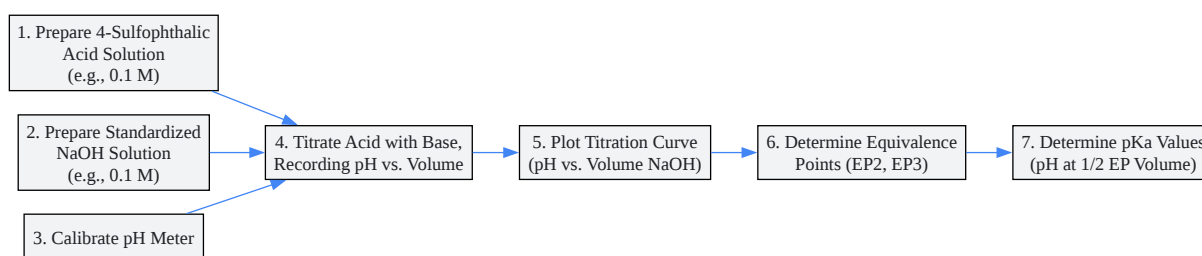 1. Prepare 4-Sulfophthalic
Acid Solution
(e.g., 0.1 M)
2. Prepare Standardized
NaOH Solution
(e.g., 0.1 M)
3. Calibrate pH Meter
4. Titrate Acid with Base,
Recording pH vs. Volume
5. Plot Titration Curve
(pH vs. Volume NaOH)
6. Determine Equivalence
Points (EP2, EP3)
7. Determine pKa Values
(pH at 1/2 EP Volume)